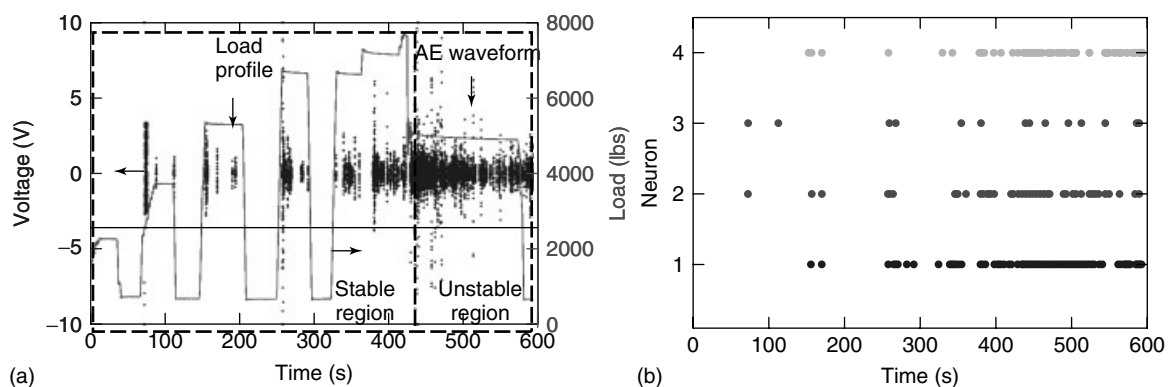 10
5
0
−5
−10
Voltage (V)
Load
profile
AE waveform
Stable
region
Unstable
region
8000
6000
4000
2000
0
Load (lbs)
0
100
200
300
400
500
600
Time (s)
(a)
4
3
2
1
Neuron
0
100
200
300
400
500
600
Time (s)
(b)